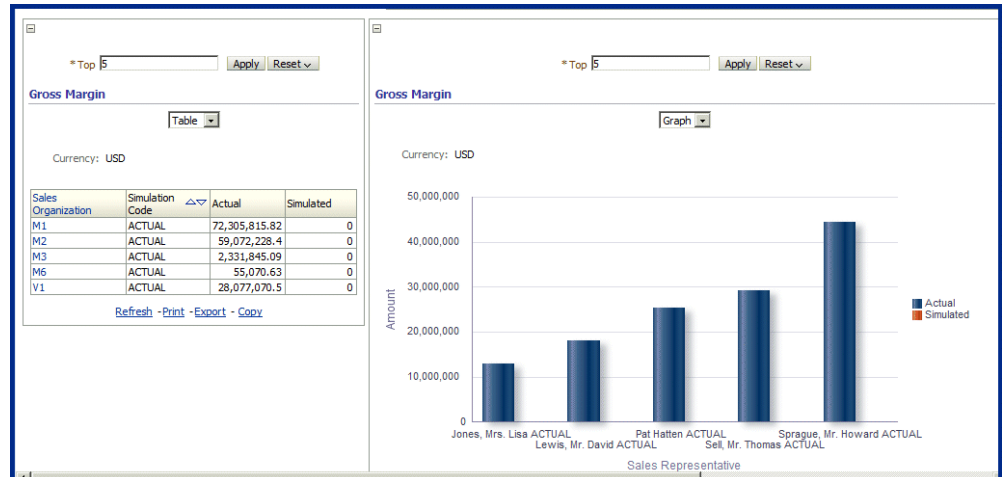 * Top 5 Apply Reset
Gross Margin
Table
Currency: USD
Sales Organization Simulation Code Actual Simulated
M1 ACTUAL 72,305,815.82 0
M2 ACTUAL 59,072,228.4 0
M3 ACTUAL 2,331,845.09 0
M6 ACTUAL 55,070.63 0
V1 ACTUAL 28,077,070.5 0
Refresh - Print - Export - Copy
* Top 5 Apply Reset
Gross Margin
Graph
Currency: USD
50,000,000
40,000,000
30,000,000
20,000,000
10,000,000
0
Amount
Actual
Simulated
Jones, Mrs. Lisa ACTUAL Pat Hatten ACTUAL Sprague, Mr. Howard ACTUAL
Lewis, Mr. David ACTUAL Sell, Mr. Thomas ACTUAL
Sales Representative